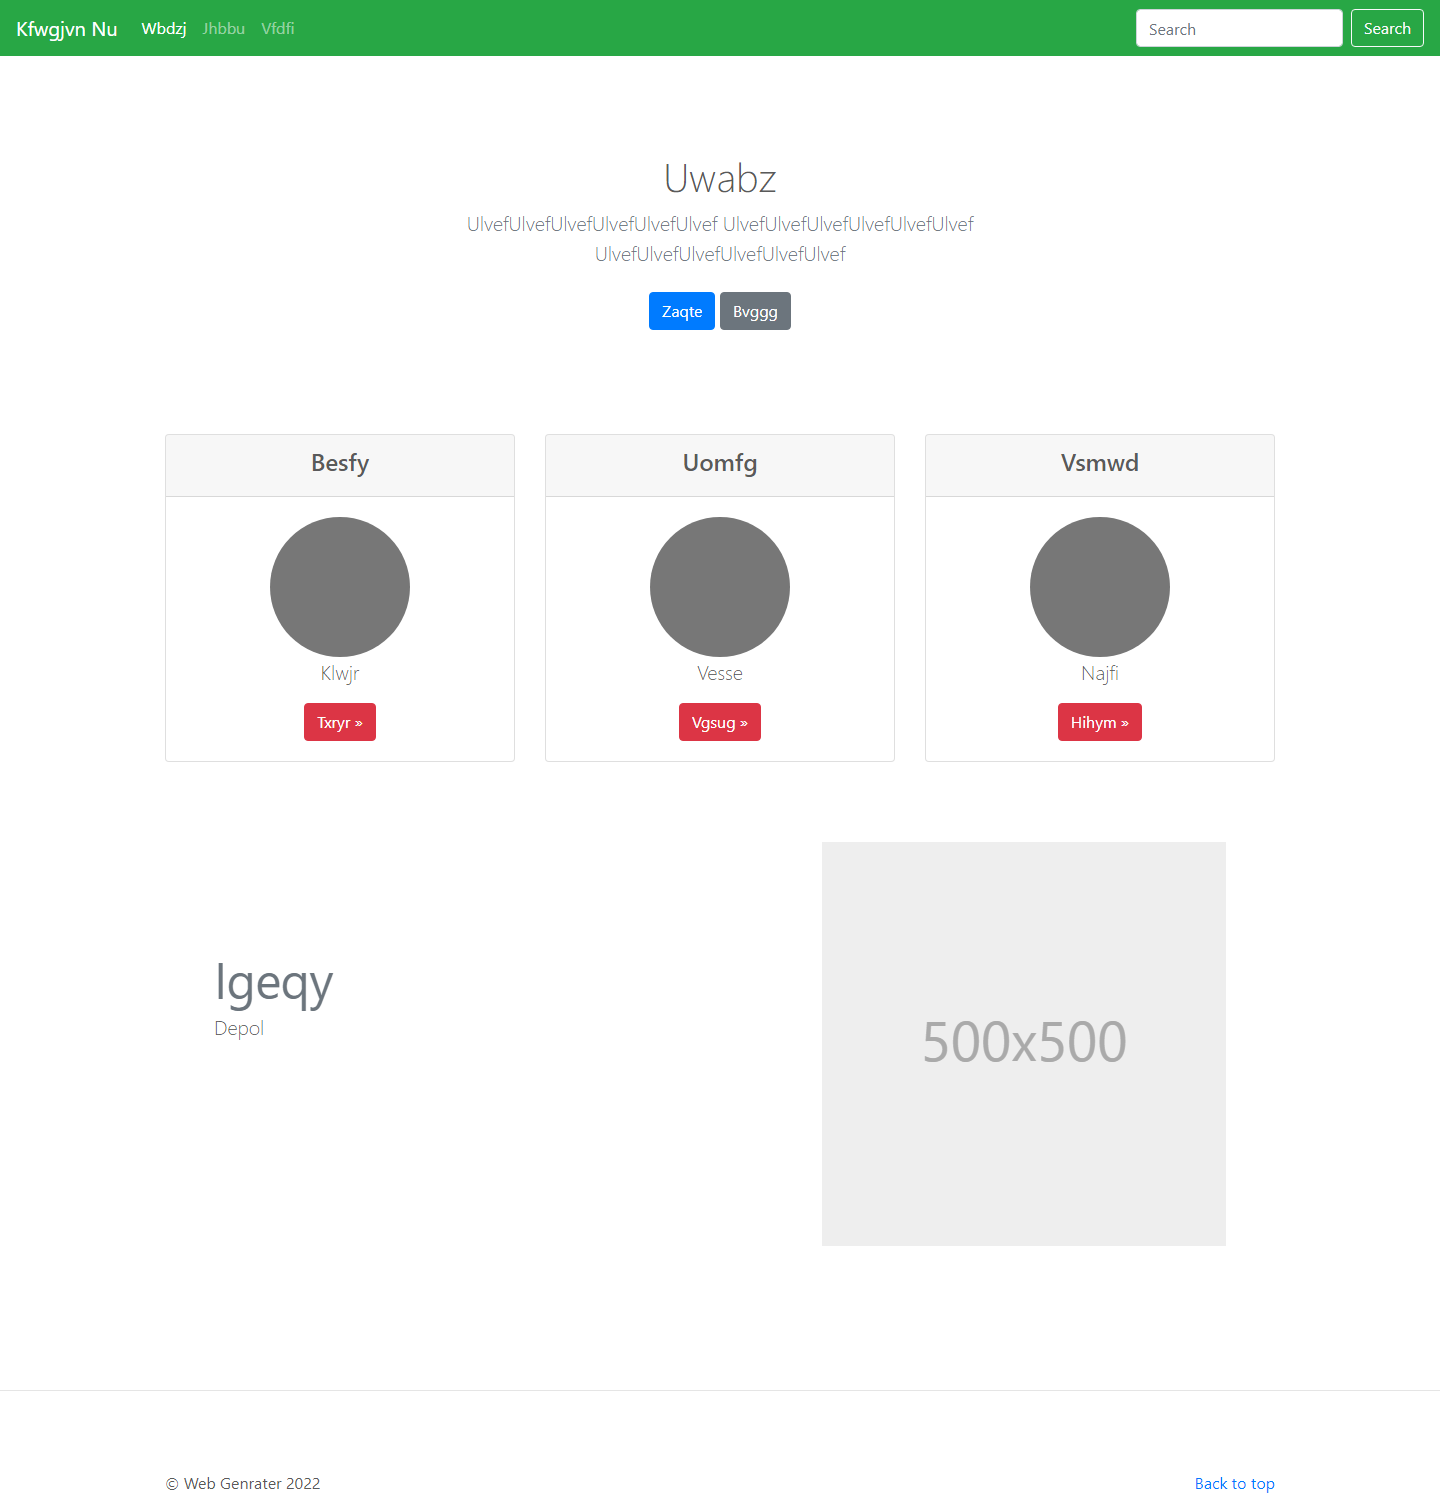 Kfwgjvn Nu Wbdzj Jhbbu Vfdfi Search Search
Uwabz
UlvefUlvefUlvefUlvefUlvefUlvef UlvefUlvefUlvefUlvefUlvefUlvef
UlvefUlvefUlvefUlvefUlvefUlvef
Zaqte Bvggg
Besfy Uomfg Vsmwd
Klwjr Vesse Najfi
Txryr » Vgsug » Hihym »
lgeqy
Depol
500x500
© Web Genrater 2022 Back to top